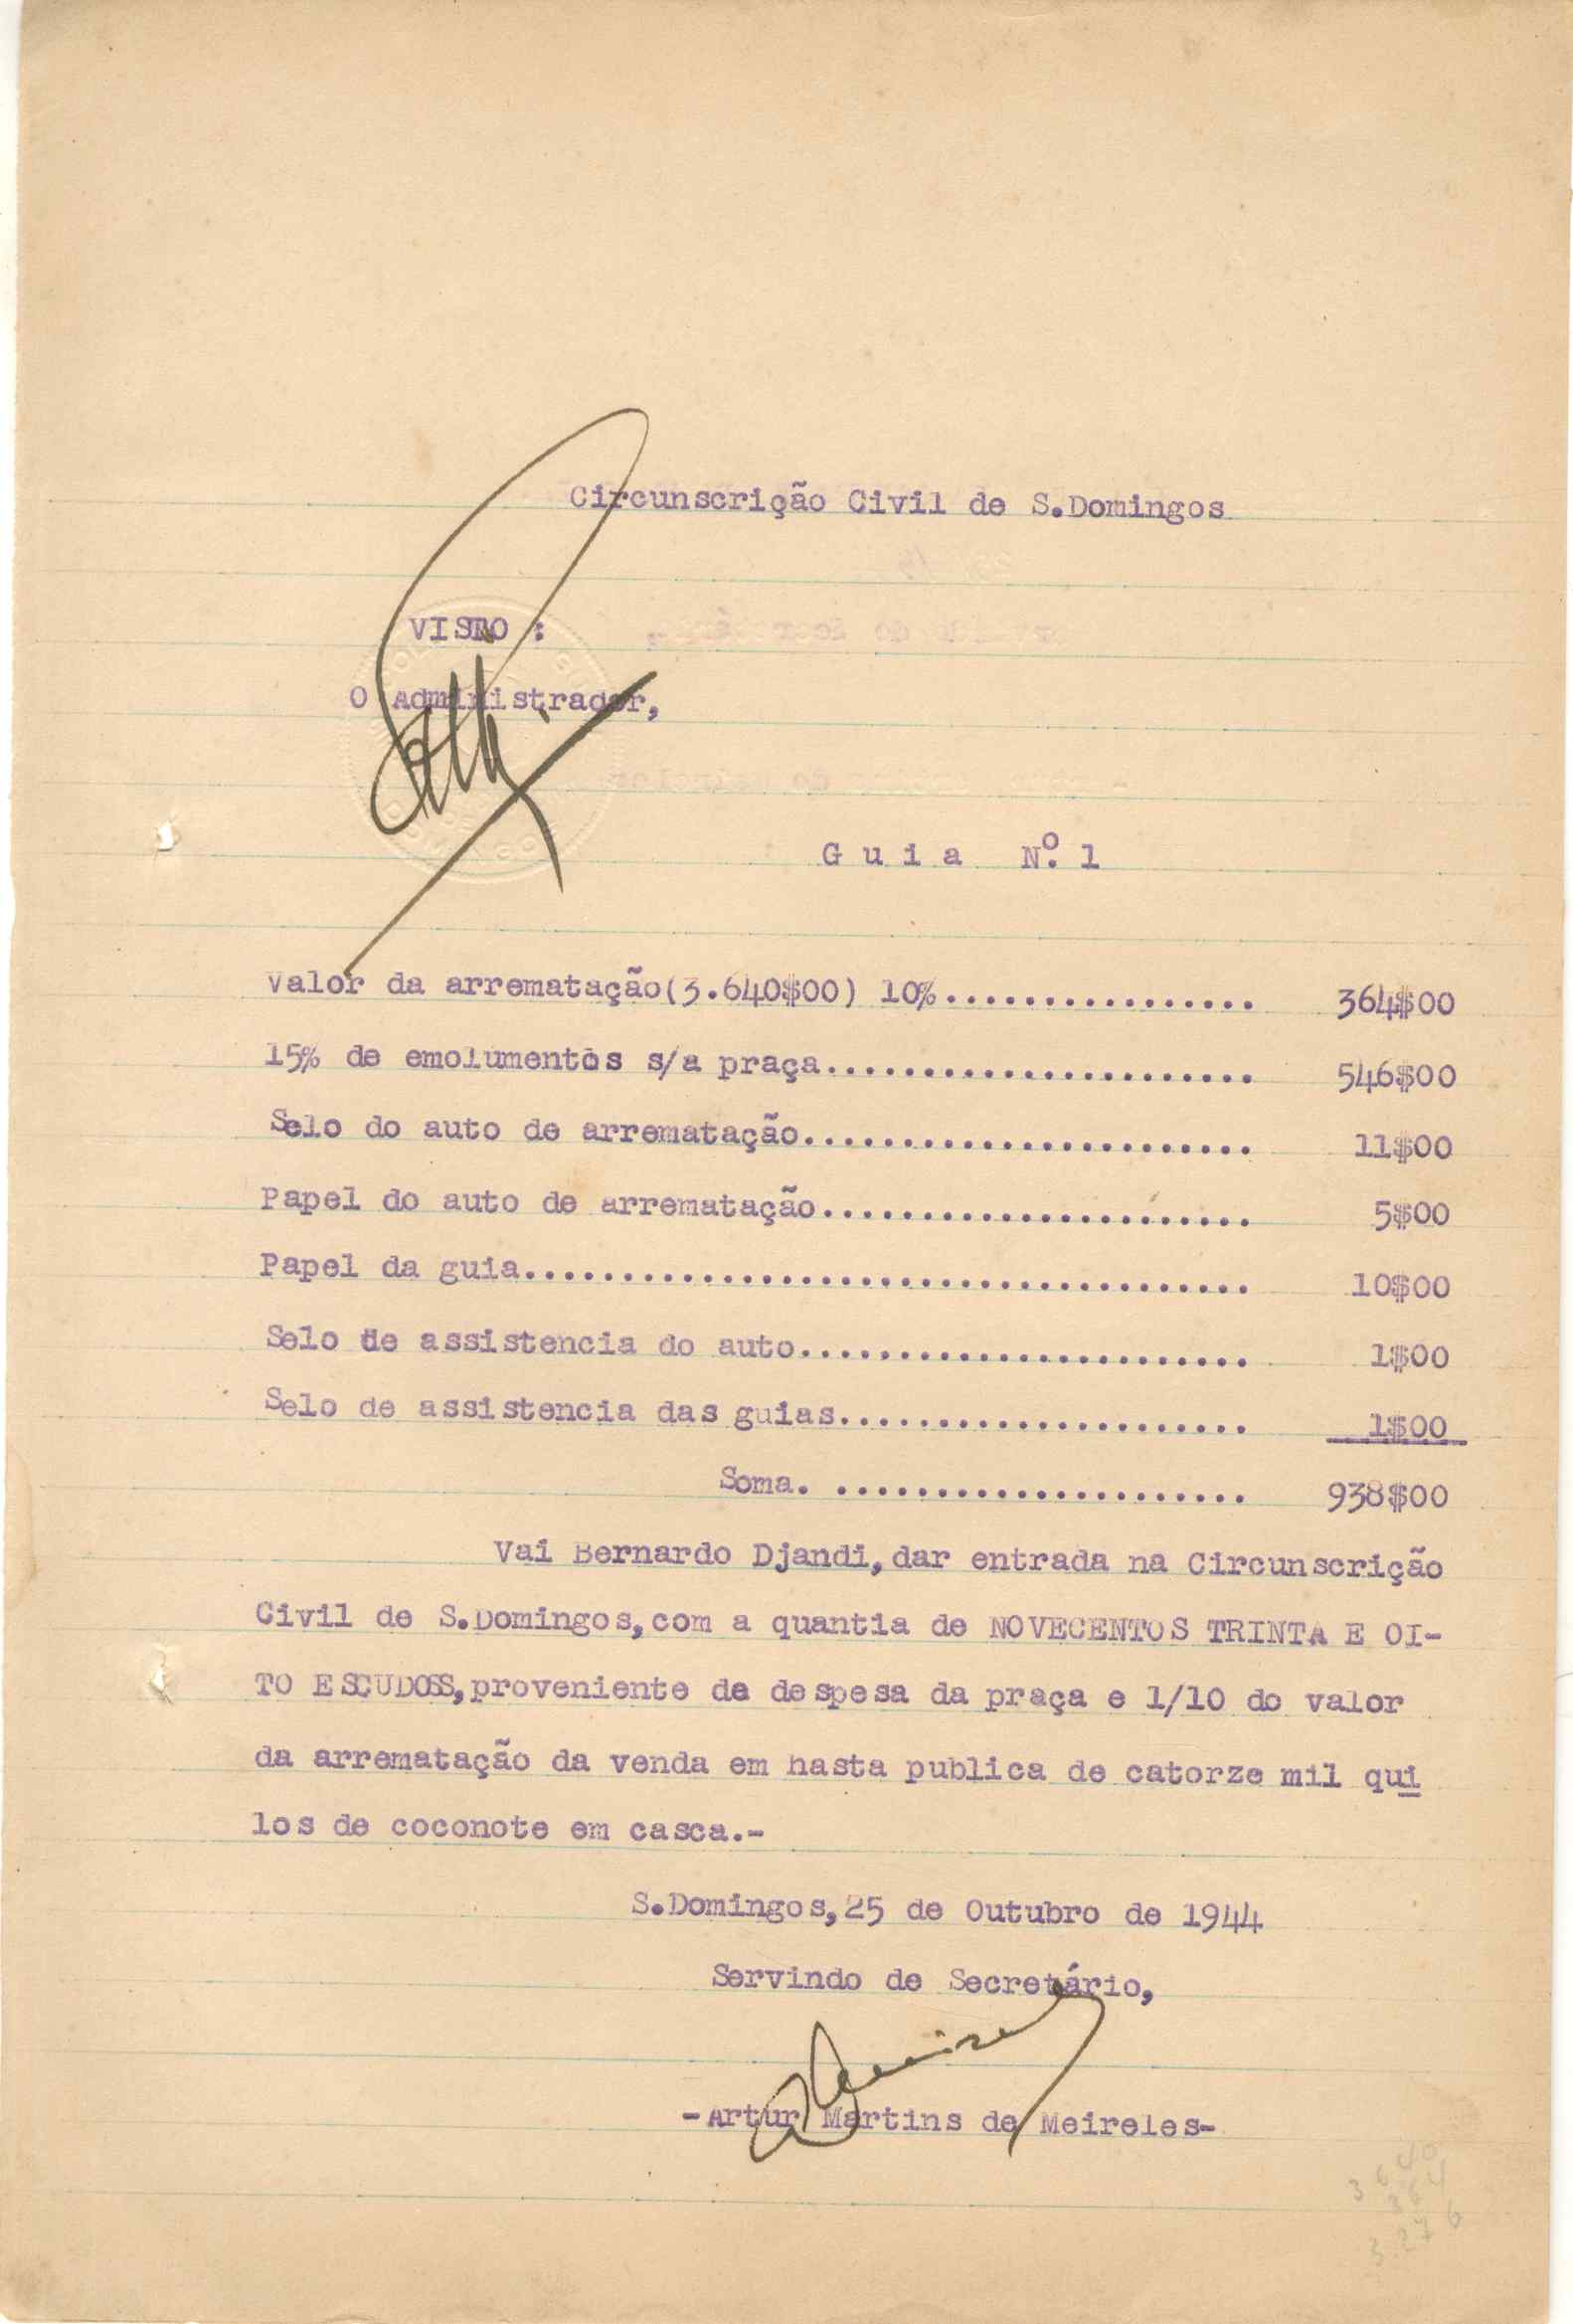 Circunscrição Civil de S.Domingos
VISTO :
O Administrador,
G u i a Nº. 1
Valor da arrematação(3.640$00) 10%................ 364$00
15% de emolumentos s/a praça...................... 546$00
Selo do auto de arrematação....................... 11$00
Papel do auto de arrematação...................... 5$00
Papel da guia..................................... 10$00
Selo de assistencia do auto....................... 1$00
Selo de assistencia das guias..................... 1$00
Soma. ..................... 938$00
Vai Bernardo Djandi,dar entrada na Circunscrição
Civil de S.Domingos,com a quantia de NOVECENTOS TRINTA E OI-
TO ESCUDOSS,proveniente de despesa da praça e 1/10 do valor
da arrematação da venda em hasta publica de catorze mil qui
los de coconote em casca.-
S.Domingos,25 de Outubro de 1944
Servindo de Secretário,
-Artur Martins de Meireles-
3640
364
3.276